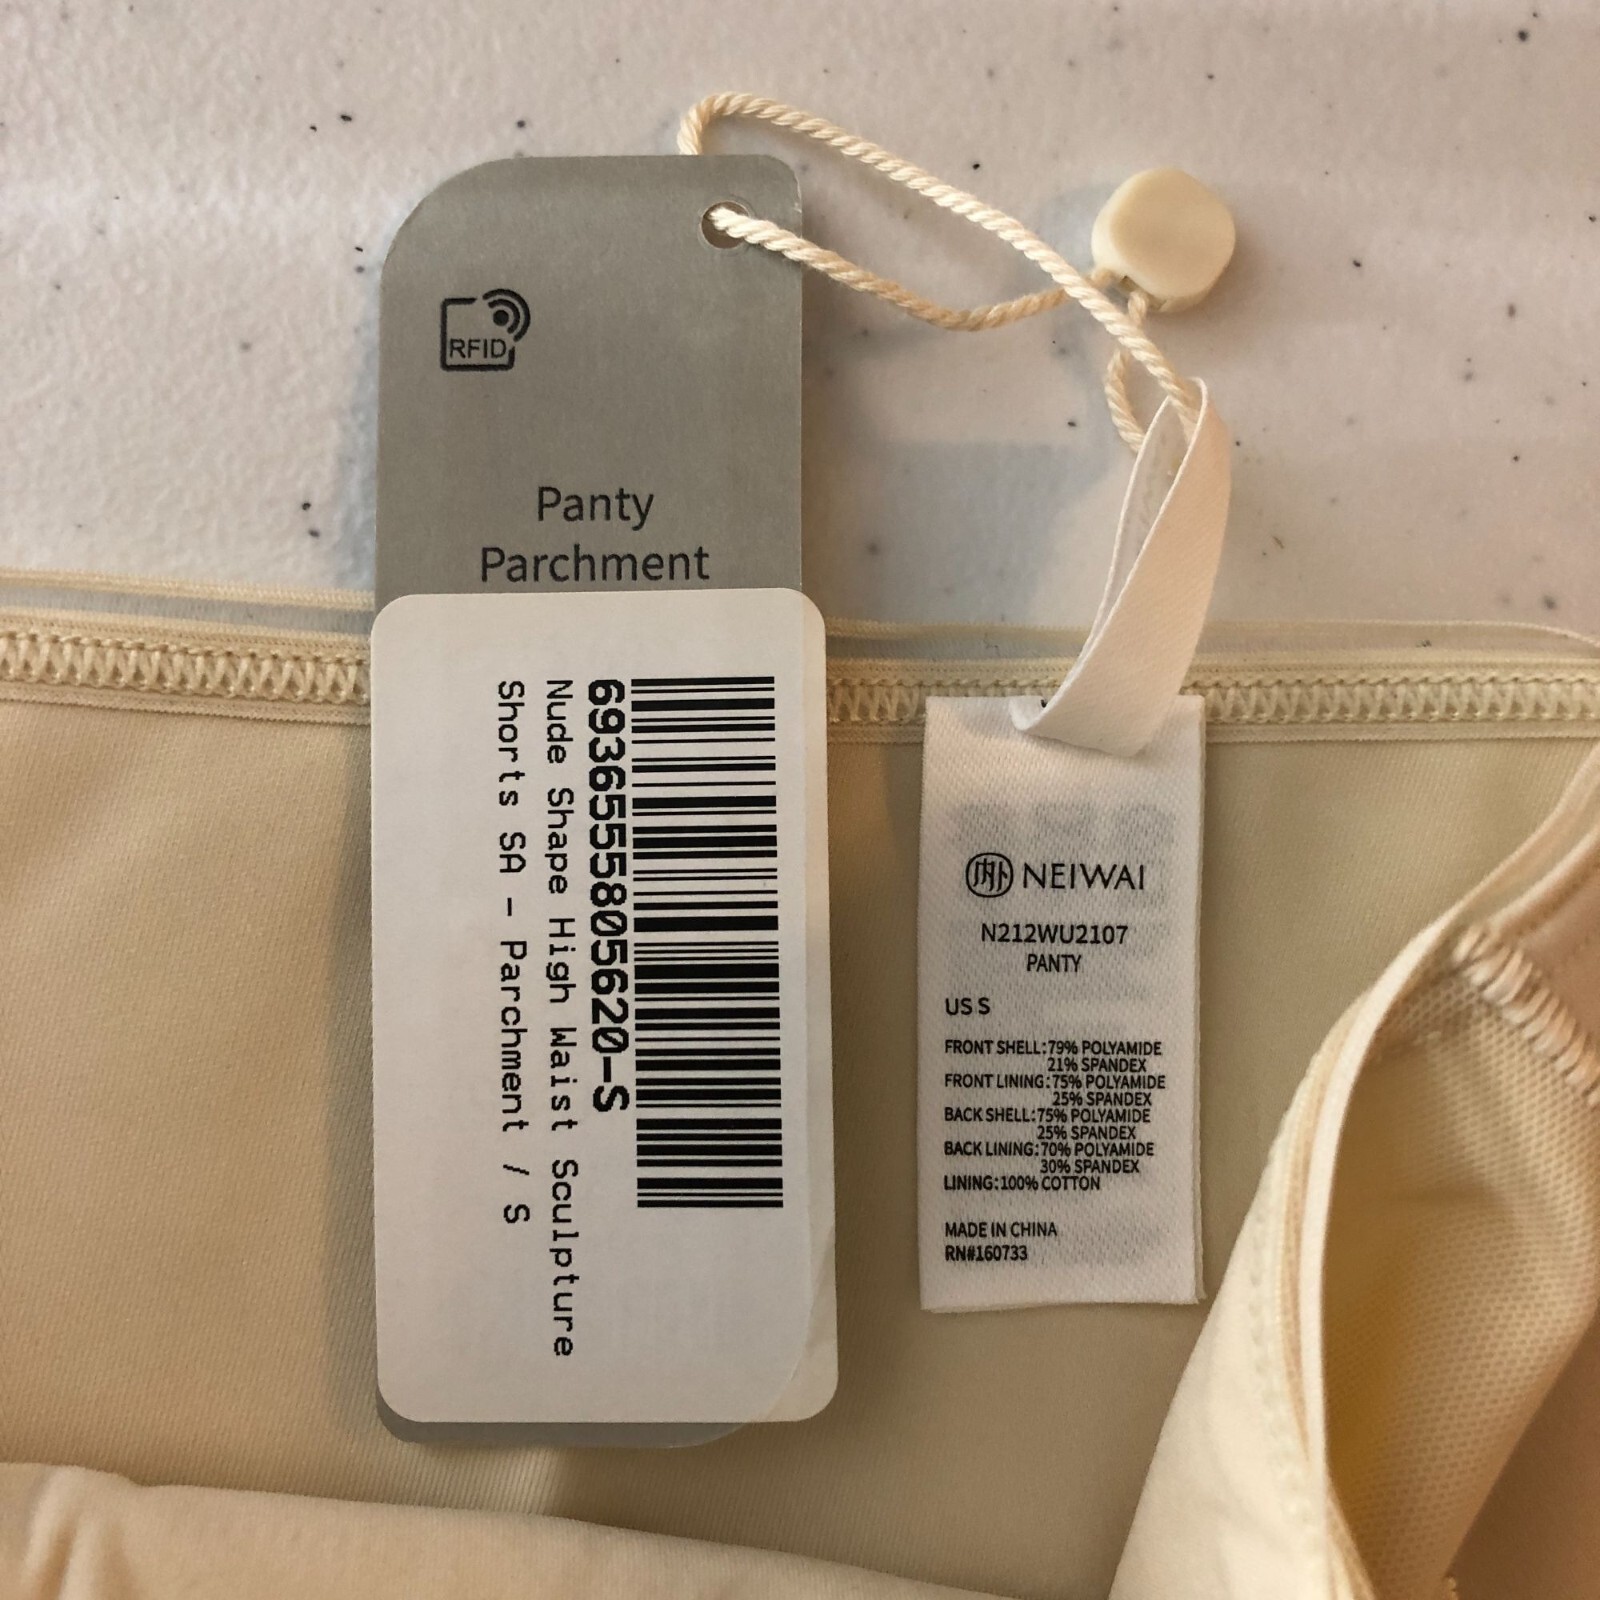 RFID
Panty
Parchment
6936555805620-S
Nude Shape High Waist Sculpture
Shorts SA - Parchment / S
内外 NEIWAI
N212WU2107
PANTY
US S
FRONT SHELL:79% POLYAMIDE
21% SPANDEX
FRONT LINING:75% POLYAMIDE
25% SPANDEX
BACK SHELL:75% POLYAMIDE
25% SPANDEX
BACK LINING:70% POLYAMIDE
30% SPANDEX
LINING:100% COTTON
MADE IN CHINA
RN#160733